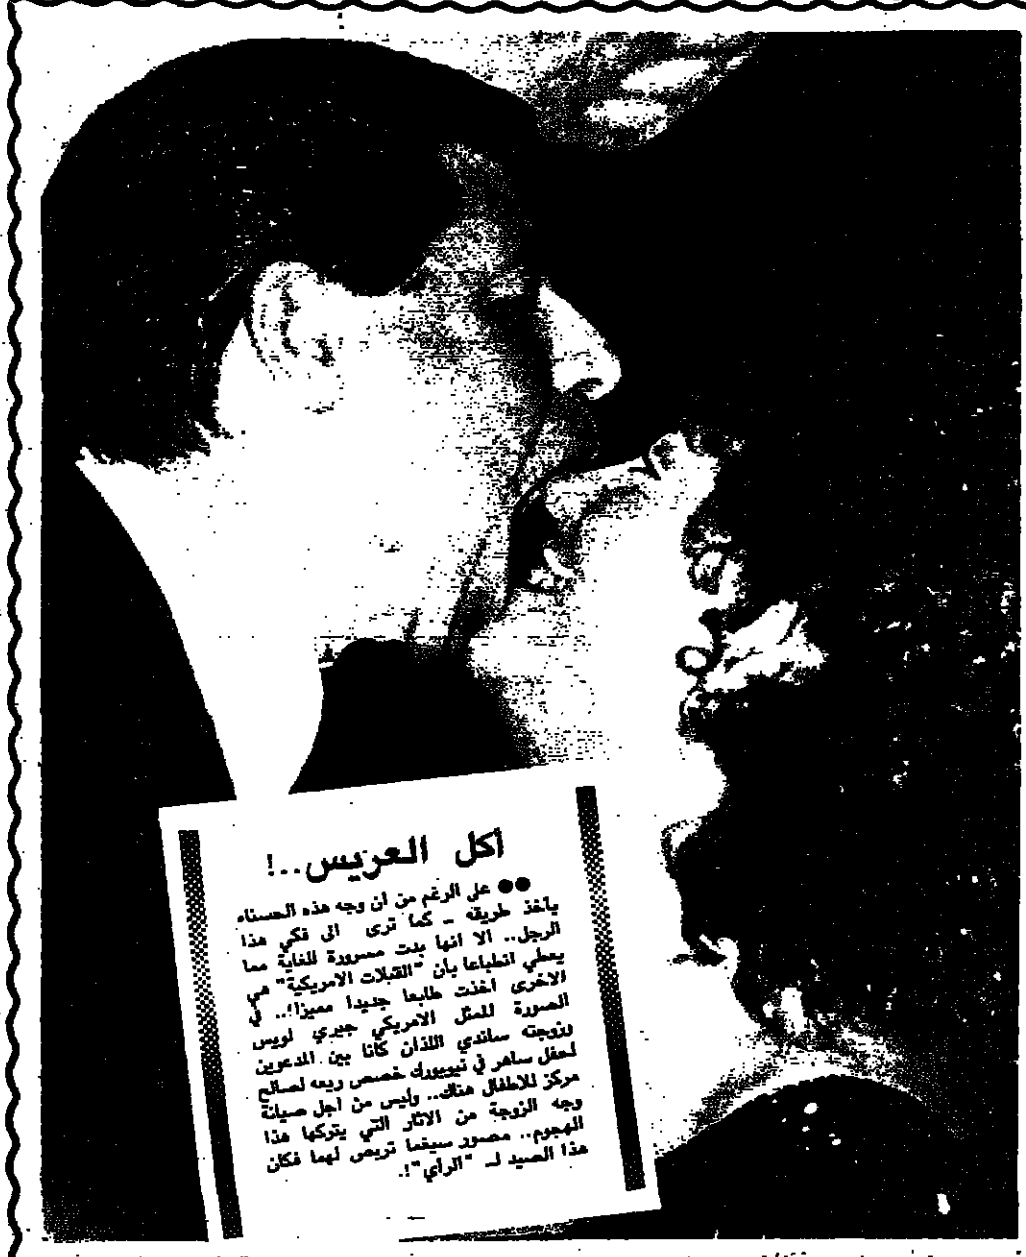 أكل العريس..!
●● على الرغم من ان وجه هذه الحسناء
ياخذ طريقه - كما ترى الى فكي هذا
الرجل.. الا انها بدت مسرورة للغاية مما
يعطي انطباعا بأن "القبلات الامريكية" هي
الاخرى اخذت طابعا جديدا مميزا!.. في
الصورة الممثل الامريكي جيري لويس
لزوجته ساندي اللذان كانا بين المدعوين
لحفل ساهر في نيويورك خصص ريعه لصالح
مركز للاطفال هناك.. وليس من اجل صيانة
وجه الزوجة من الاثار التي يتركها هذا
الهجوم.. مصور سيغما تربص لهما فكان
هذا الصيد لـ "الرأي"!.